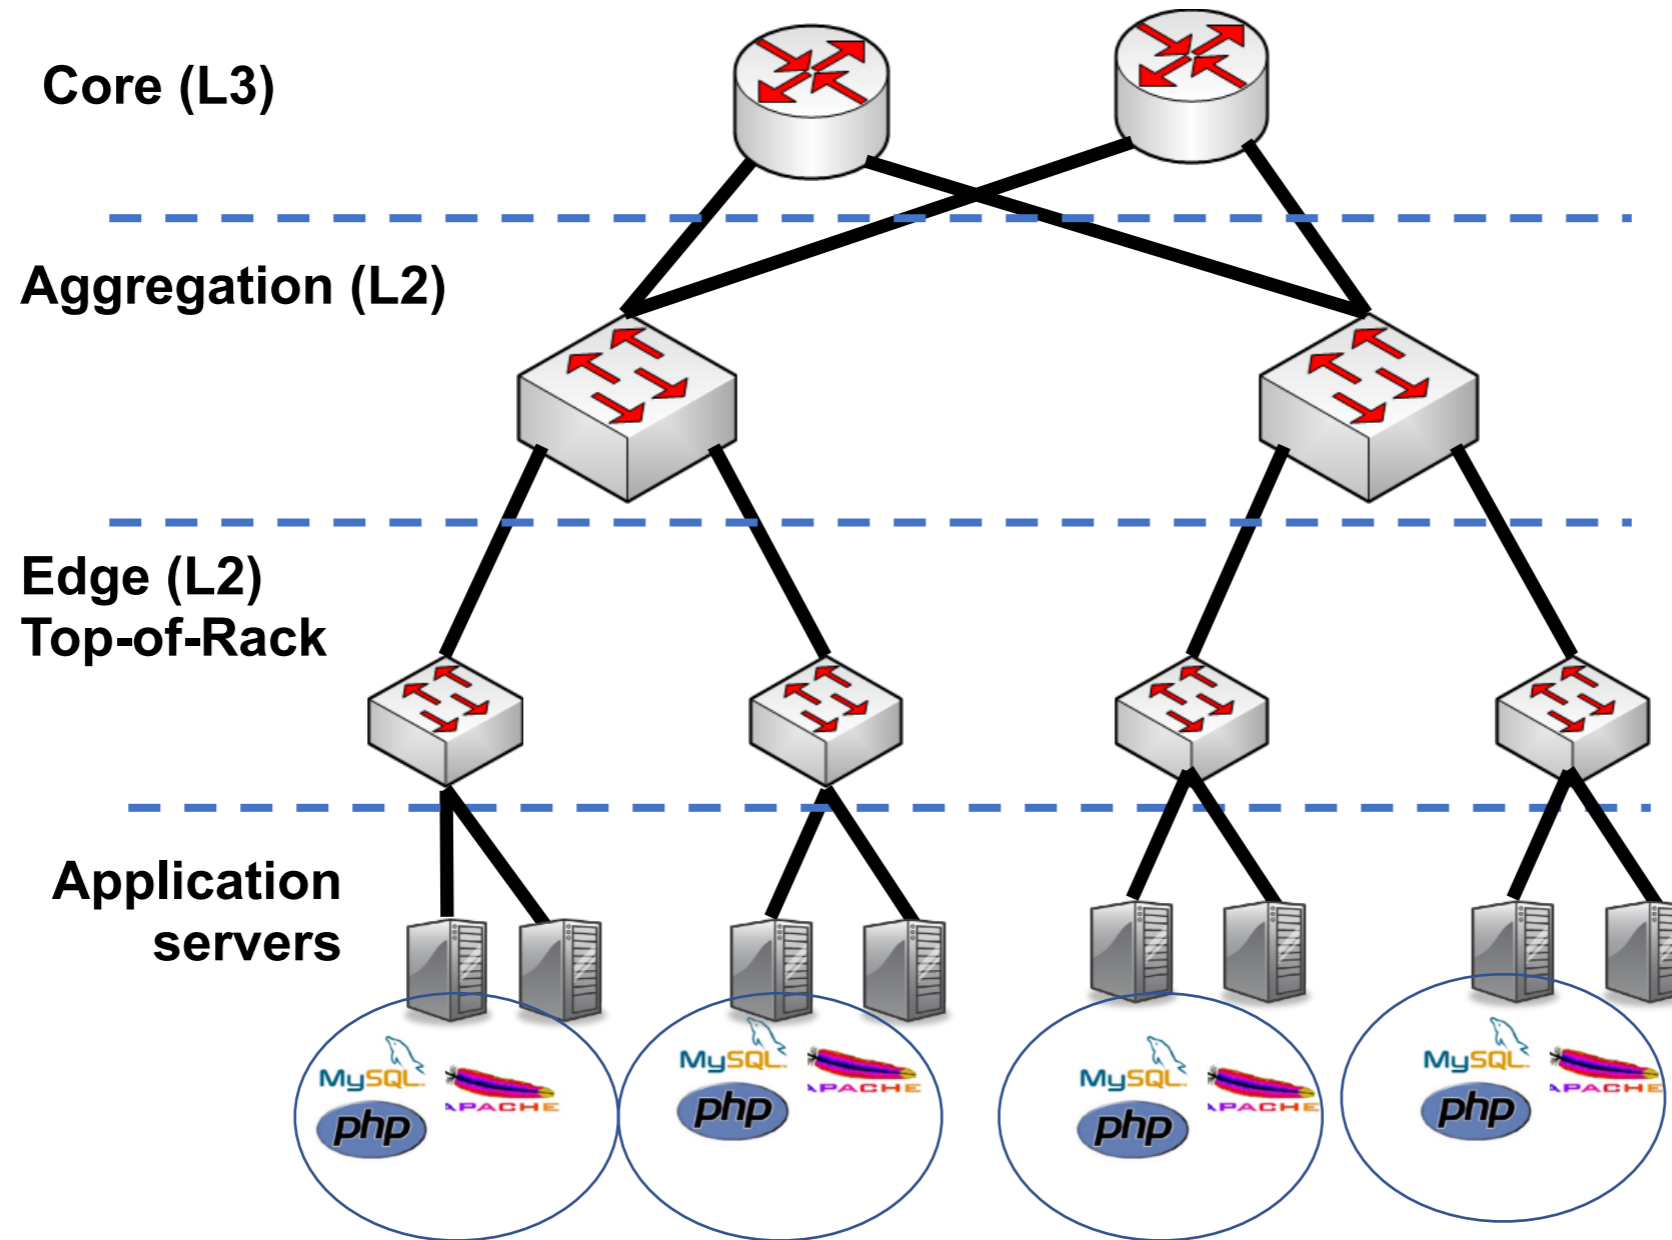 Core (L3)
Aggregation (L2)
Edge (L2)
Top-of-Rack
Application
servers
MySQL
APACHE
php
MySQL
APACHE
php
MySQL
APACHE
php
MySQL
APACHE
php